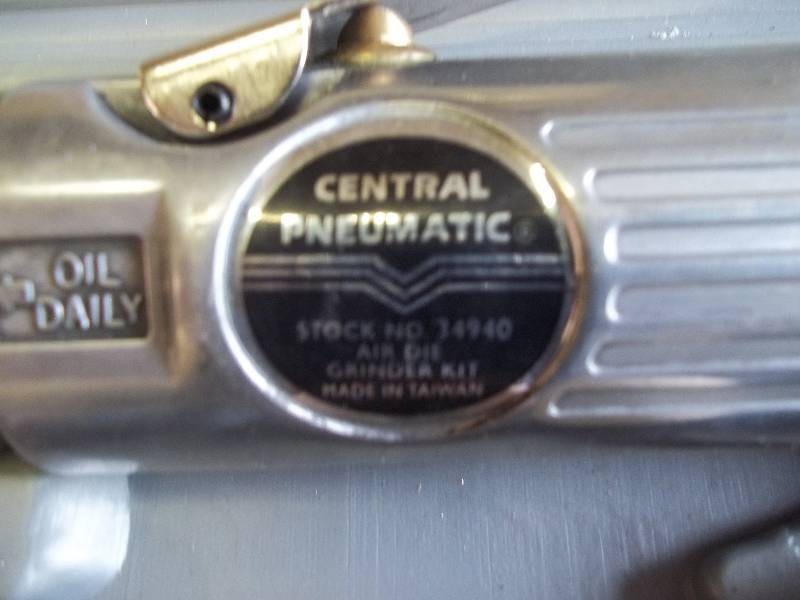 OIL
DAILY
CENTRAL
PNEUMATIC®
STOCK NO. 34940
AIR DIE
GRINDER KIT
MADE IN TAIWAN